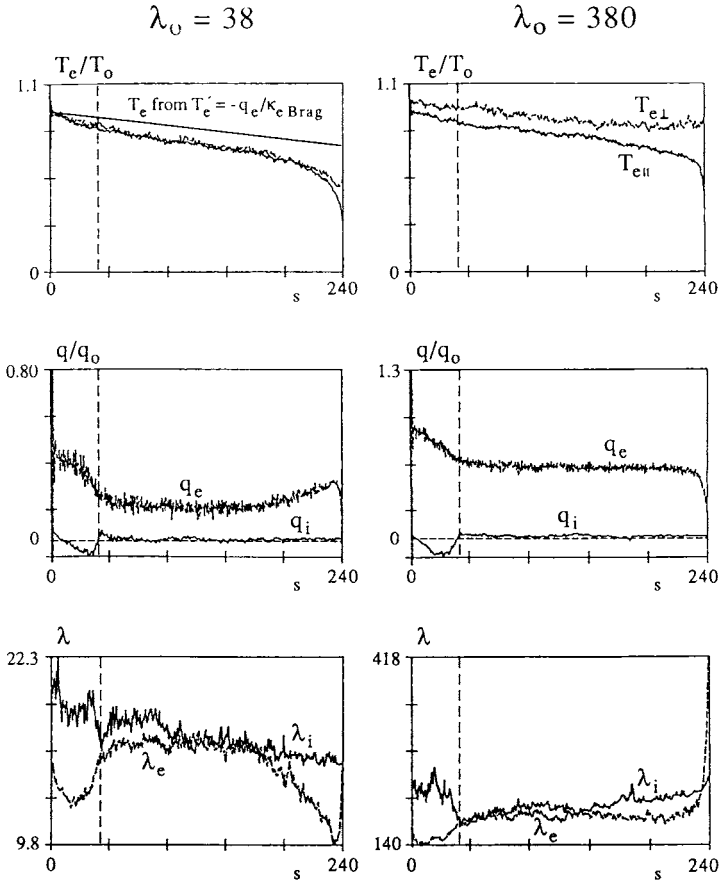 λo = 38
λo = 380
Te/To
1.1
Te from Te′ = -qe/κe Brag
0
0
s
240
Te/To
1.1
Te⊥
Te॥
0
0
s
240
q/qo
0.80
qe
qi
0
0
s
240
q/qo
1.3
qe
qi
0
0
s
240
λ
22.3
λi
λe
9.8
0
s
240
λ
418
λi
λe
140
0
s
240